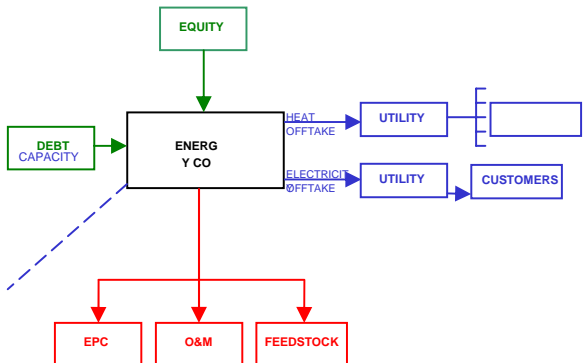 EQUITY
HEAT
OFFTAKE
UTILITY
DEBT
CAPACITY
ENERG
Y CO
ELECTRICIT
Y
OFFTAKE
UTILITY
CUSTOMERS
EPC
O&M
FEEDSTOCK